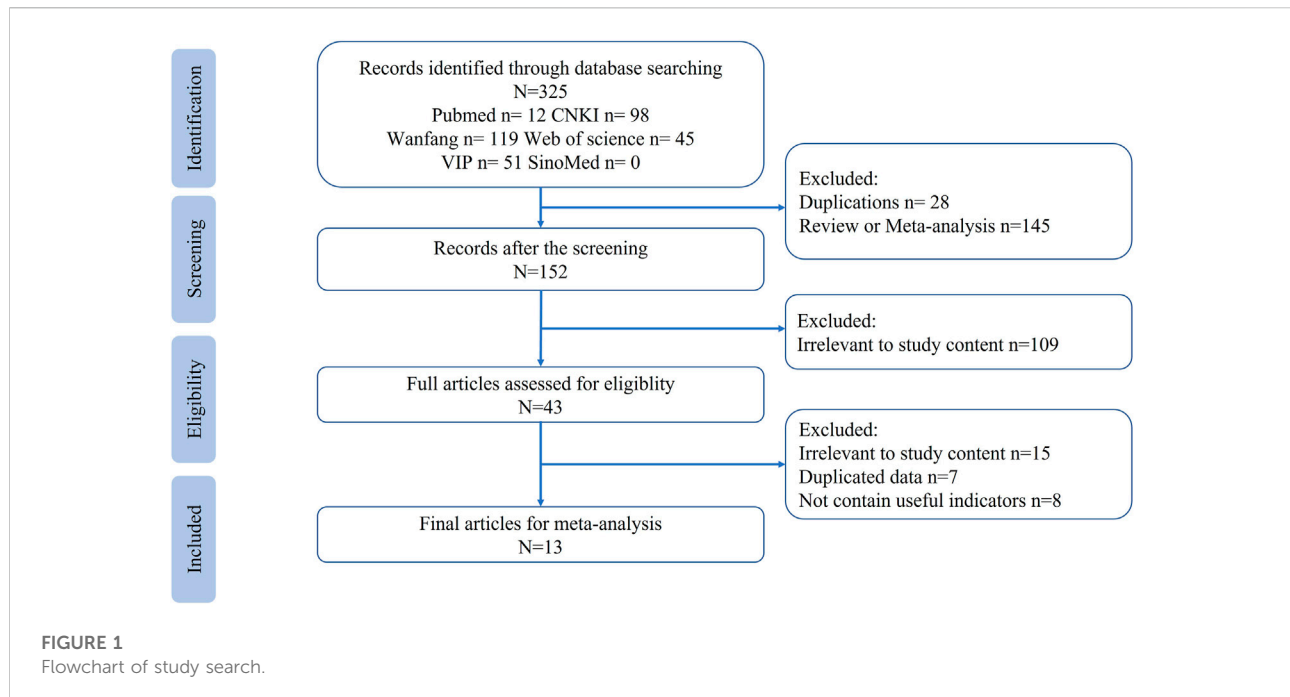 Identification
Records identified through database searching
N=325
Pubmed n= 12 CNKI n= 98
Wanfang n= 119 Web of science n= 45
VIP n= 51 SinoMed n= 0
Excluded:
Duplications n= 28
Review or Meta-analysis n=145
Screening
Records after the screening
N=152
Excluded:
Irrelevant to study content n=109
Eligibility
Full articles assessed for eligiblity
N=43
Excluded:
Irrelevant to study content n=15
Duplicated data n=7
Not contain useful indicators n=8
Included
Final articles for meta-analysis
N=13
FIGURE 1
Flowchart of study search.